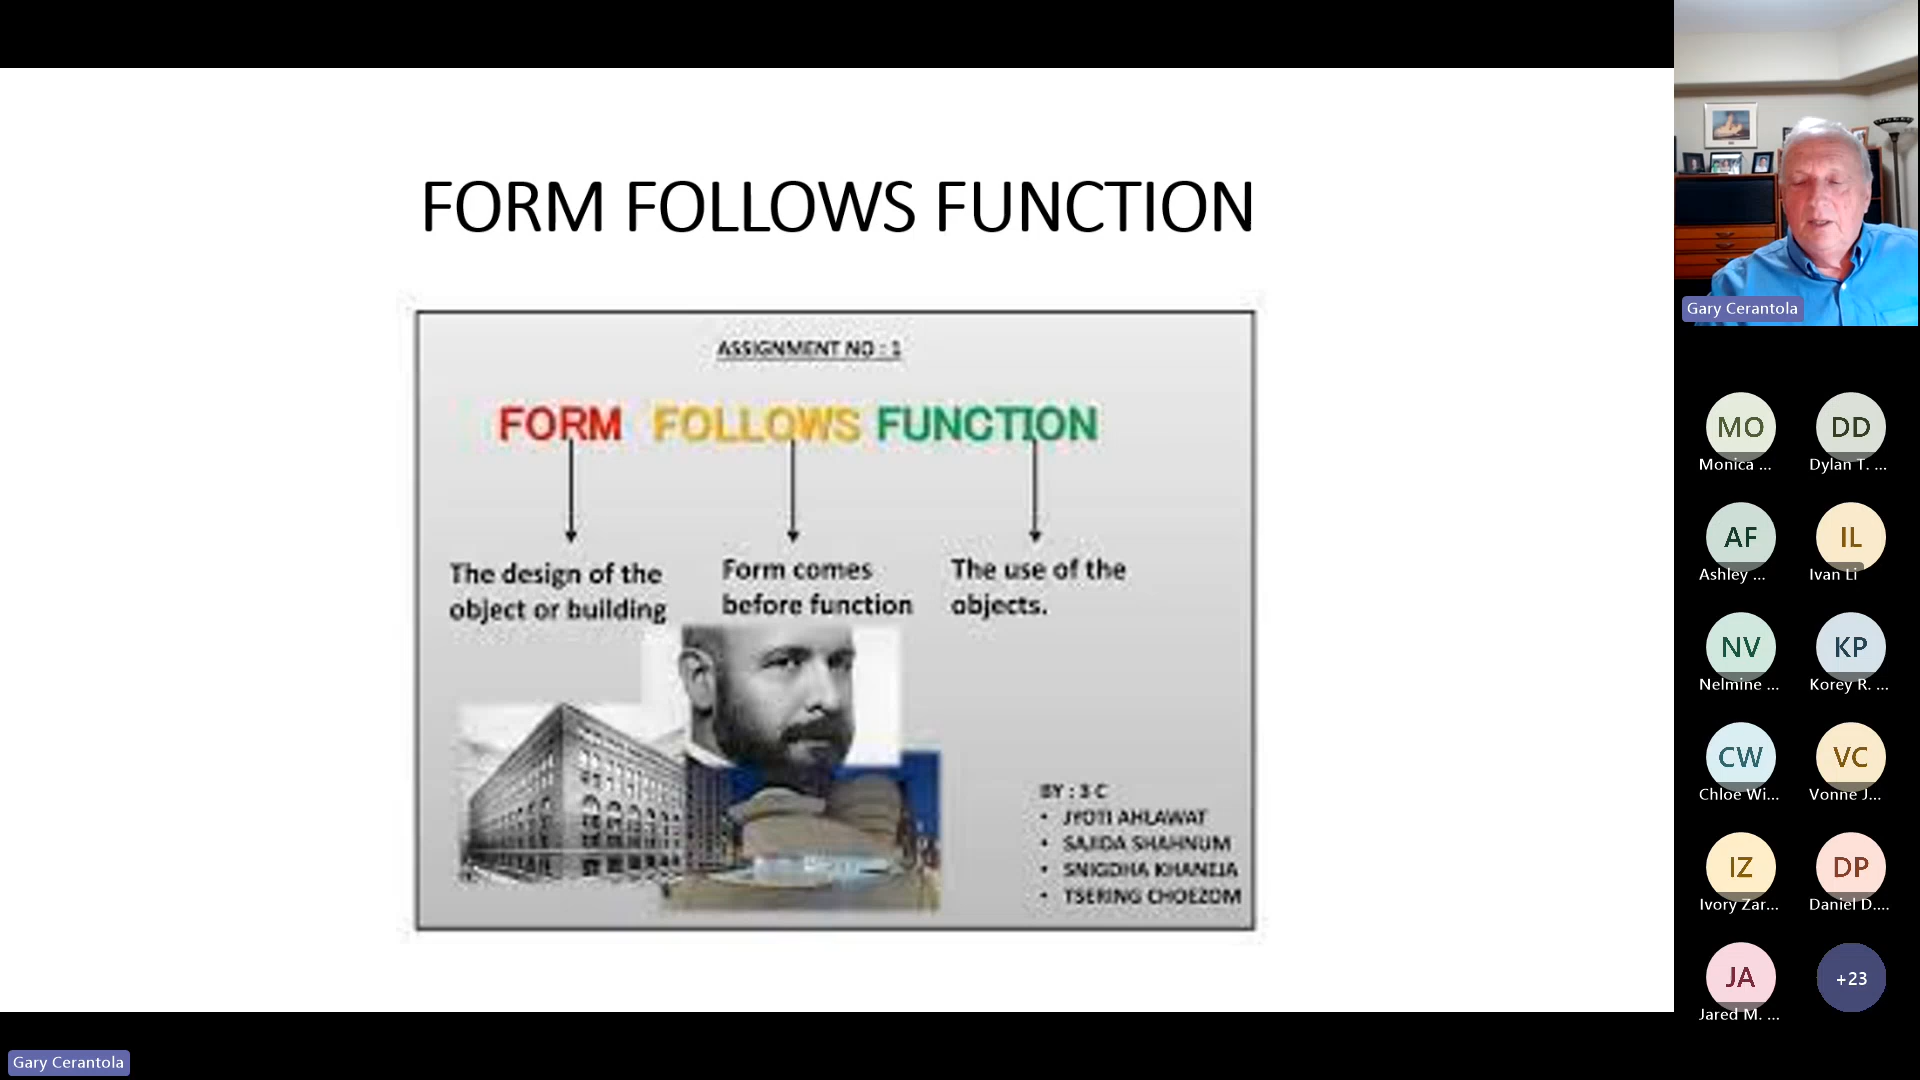 FORM FOLLOWS FUNCTION
ASSIGNMENT NO : 1
FORM FOLLOWS FUNCTION
The design of the
object or building
Form comes
before function
The use of the
objects.
BY : 3 C
• JYOTI AHLAWAT
• SAJIDA SHAHNUM
• SNIGDHA KHANEJA
• TSERING CHOEZOM
Gary Cerantola
Gary Cerantola
MO
Monica ...
DD
Dylan T. ...
AF
Ashley ...
IL
Ivan Li
NV
Nelmine ...
KP
Korey R. ...
CW
Chloe Wi...
VC
Vonne J...
IZ
Ivory Zar...
DP
Daniel D....
JA
Jared M. ...
+23